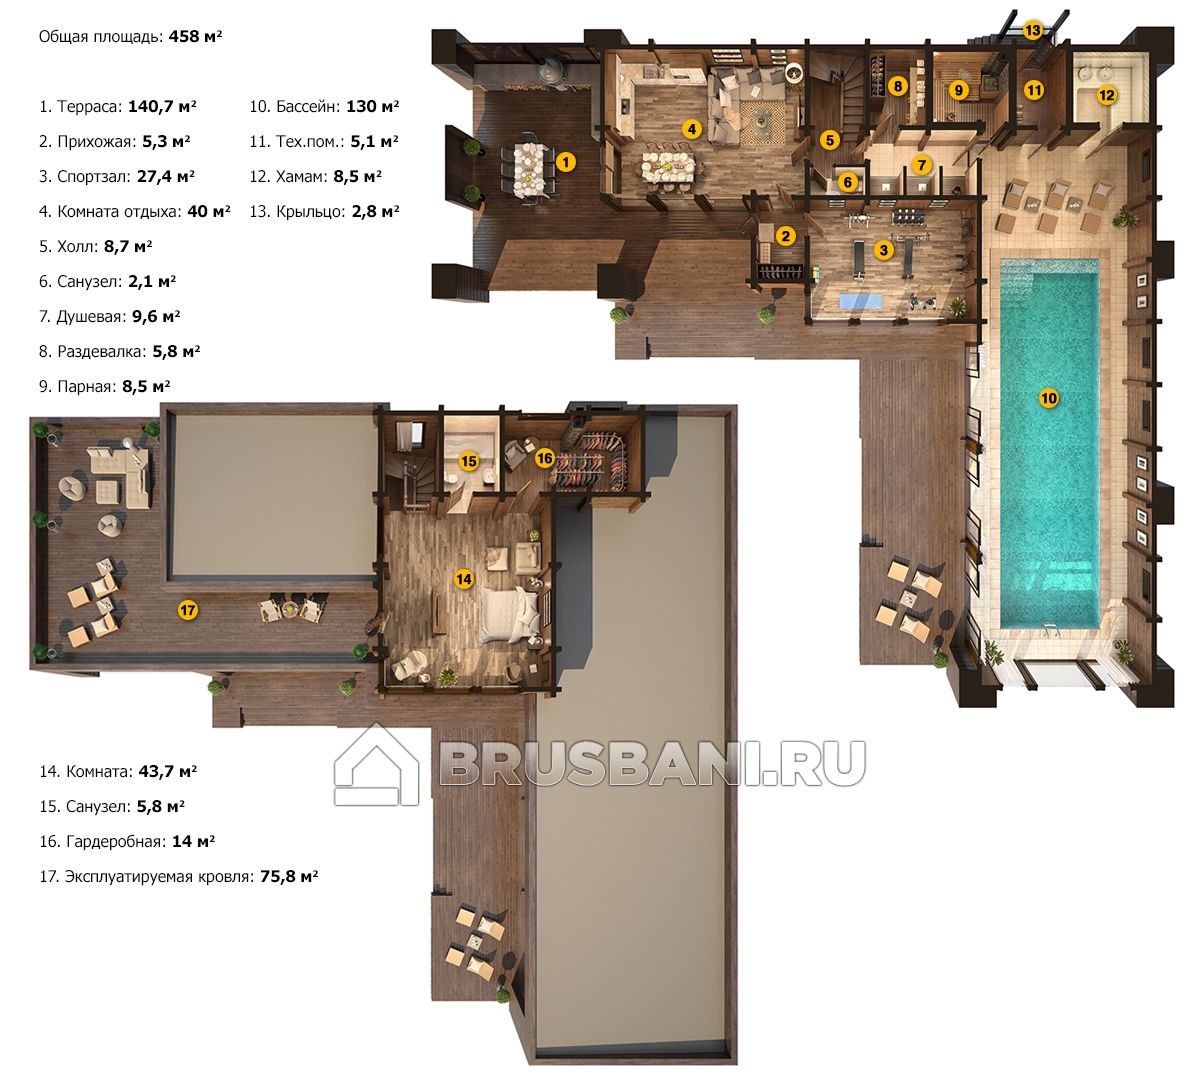 Общая площадь: 458 м²
1. Терраса: 140,7 м²
2. Прихожая: 5,3 м²
3. Спортзал: 27,4 м²
4. Комната отдыха: 40 м²
5. Холл: 8,7 м²
6. Санузел: 2,1 м²
7. Душевая: 9,6 м²
8. Раздевалка: 5,8 м²
9. Парная: 8,5 м²
10. Бассейн: 130 м²
11. Тех.пом.: 5,1 м²
12. Хамам: 8,5 м²
13. Крыльцо: 2,8 м²
13
8
9
11
12
4
5
1
7
6
2
3
10
15
16
14
17
BRUSBANI.RU
14. Комната: 43,7 м²
15. Санузел: 5,8 м²
16. Гардеробная: 14 м²
17. Эксплуатируемая кровля: 75,8 м²